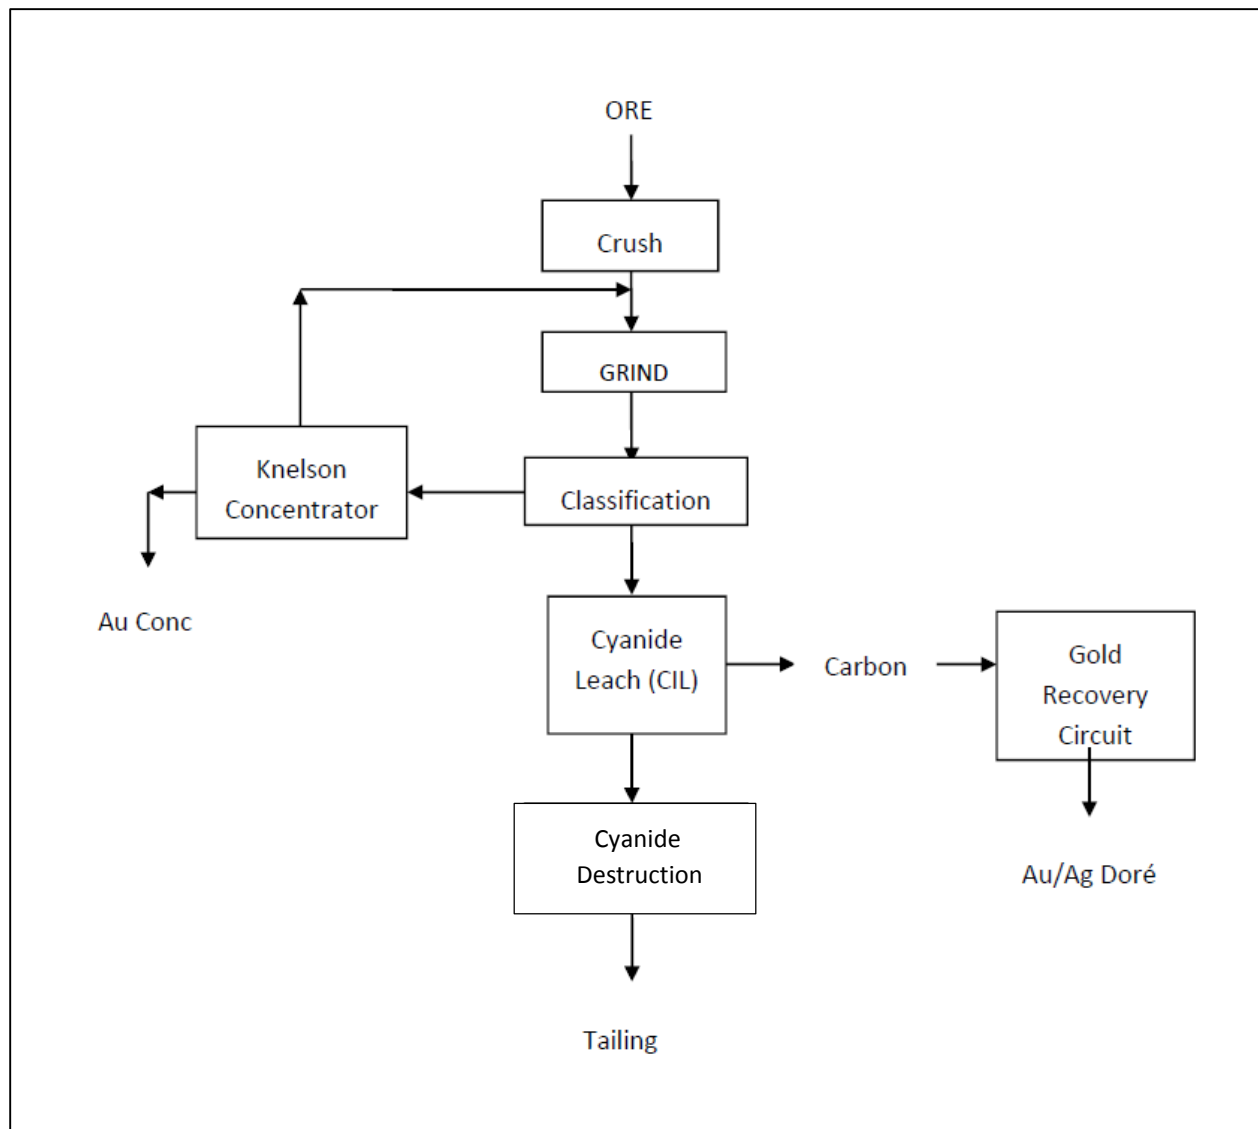 ORE
Crush
GRIND
Knelson
Concentrator
Classification
Au Conc
Cyanide
Leach (CIL)
Carbon
Gold
Recovery
Circuit
Cyanide
Destruction
Au/Ag Doré
Tailing